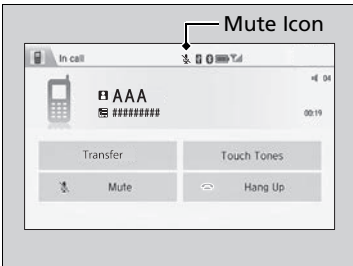 Mute Icon
In call
04
AAA
#########
00:19
Transfer
Touch Tones
Mute
Hang Up